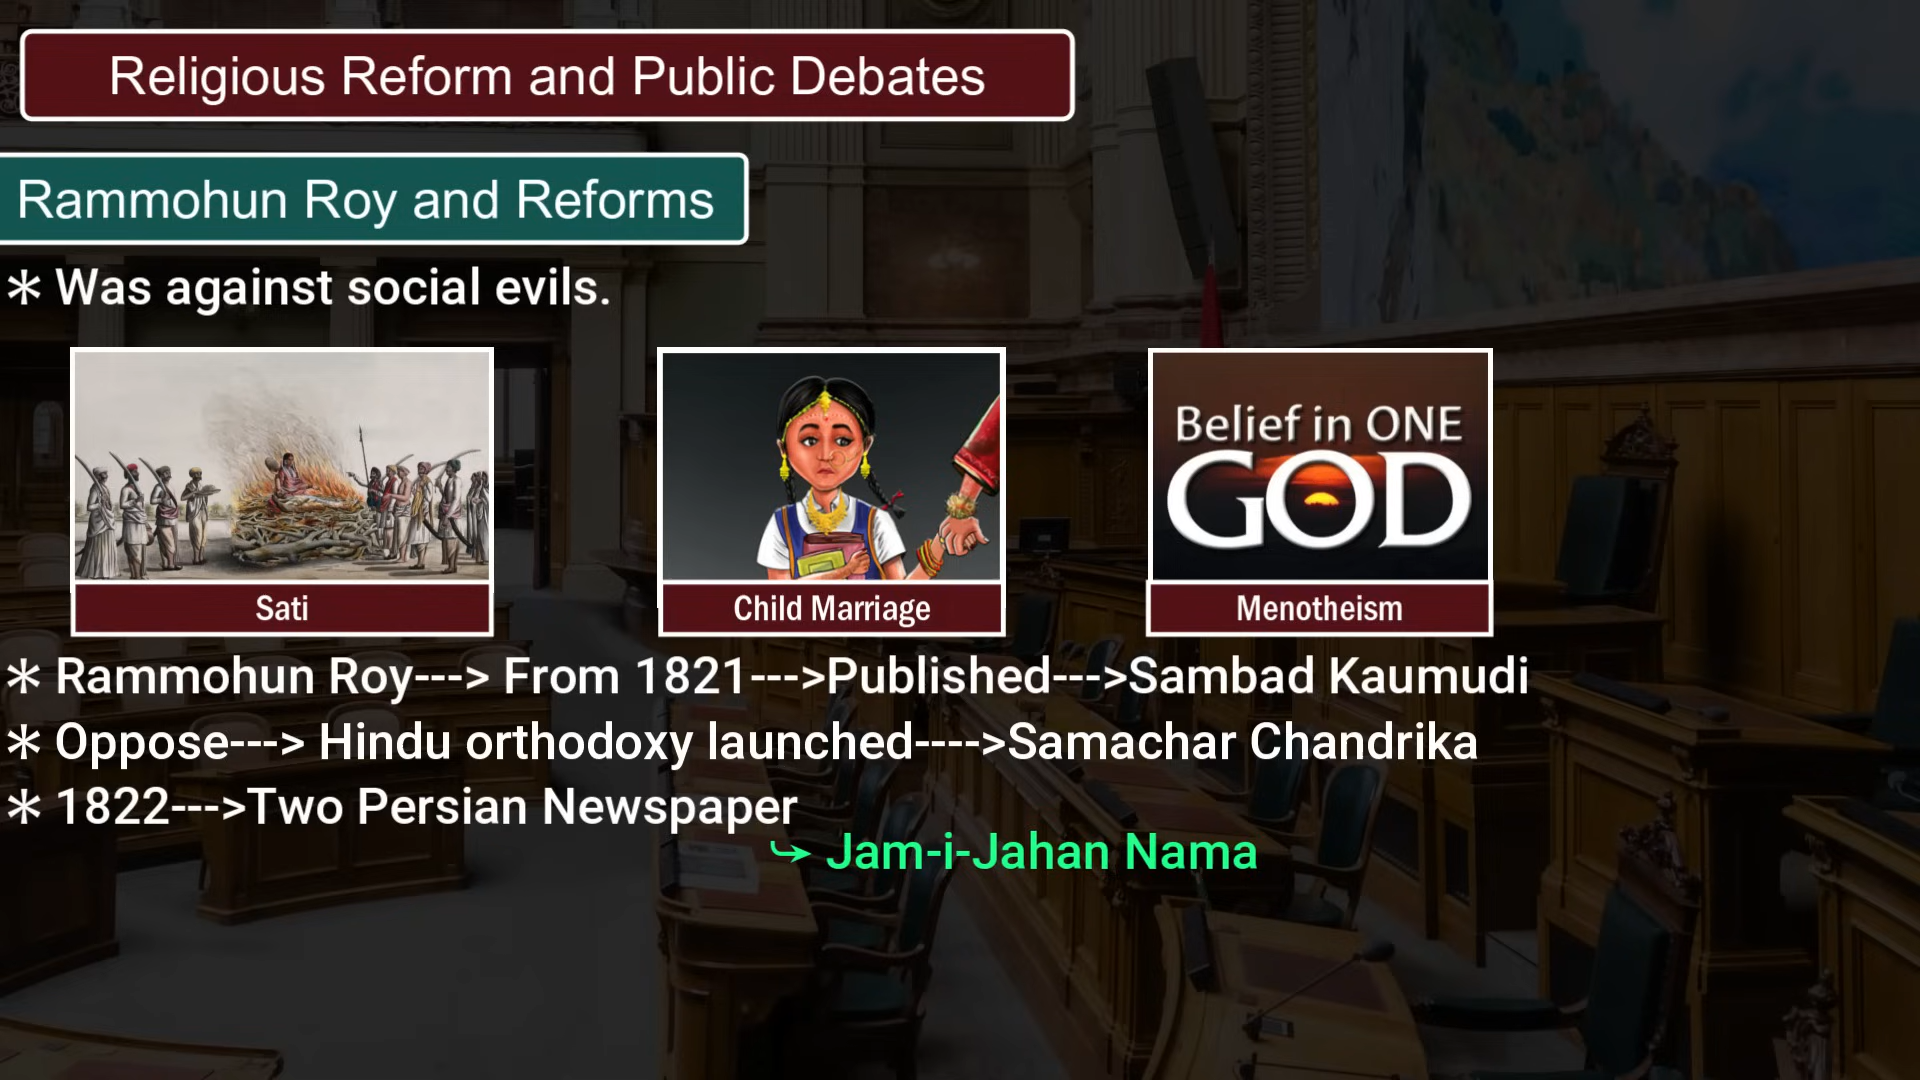 Religious Reform and Public Debates
Rammohun Roy and Reforms
* Was against social evils.
Belief in ONE
GOD
Sati
Child Marriage
Menotheism
* Rammohun Roy---> From 1821--->Published--->Sambad Kaumudi
* Oppose---> Hindu orthodoxy launched---->Samachar Chandrika
* 1822--->Two Persian Newspaper
⤷ Jam-i-Jahan Nama